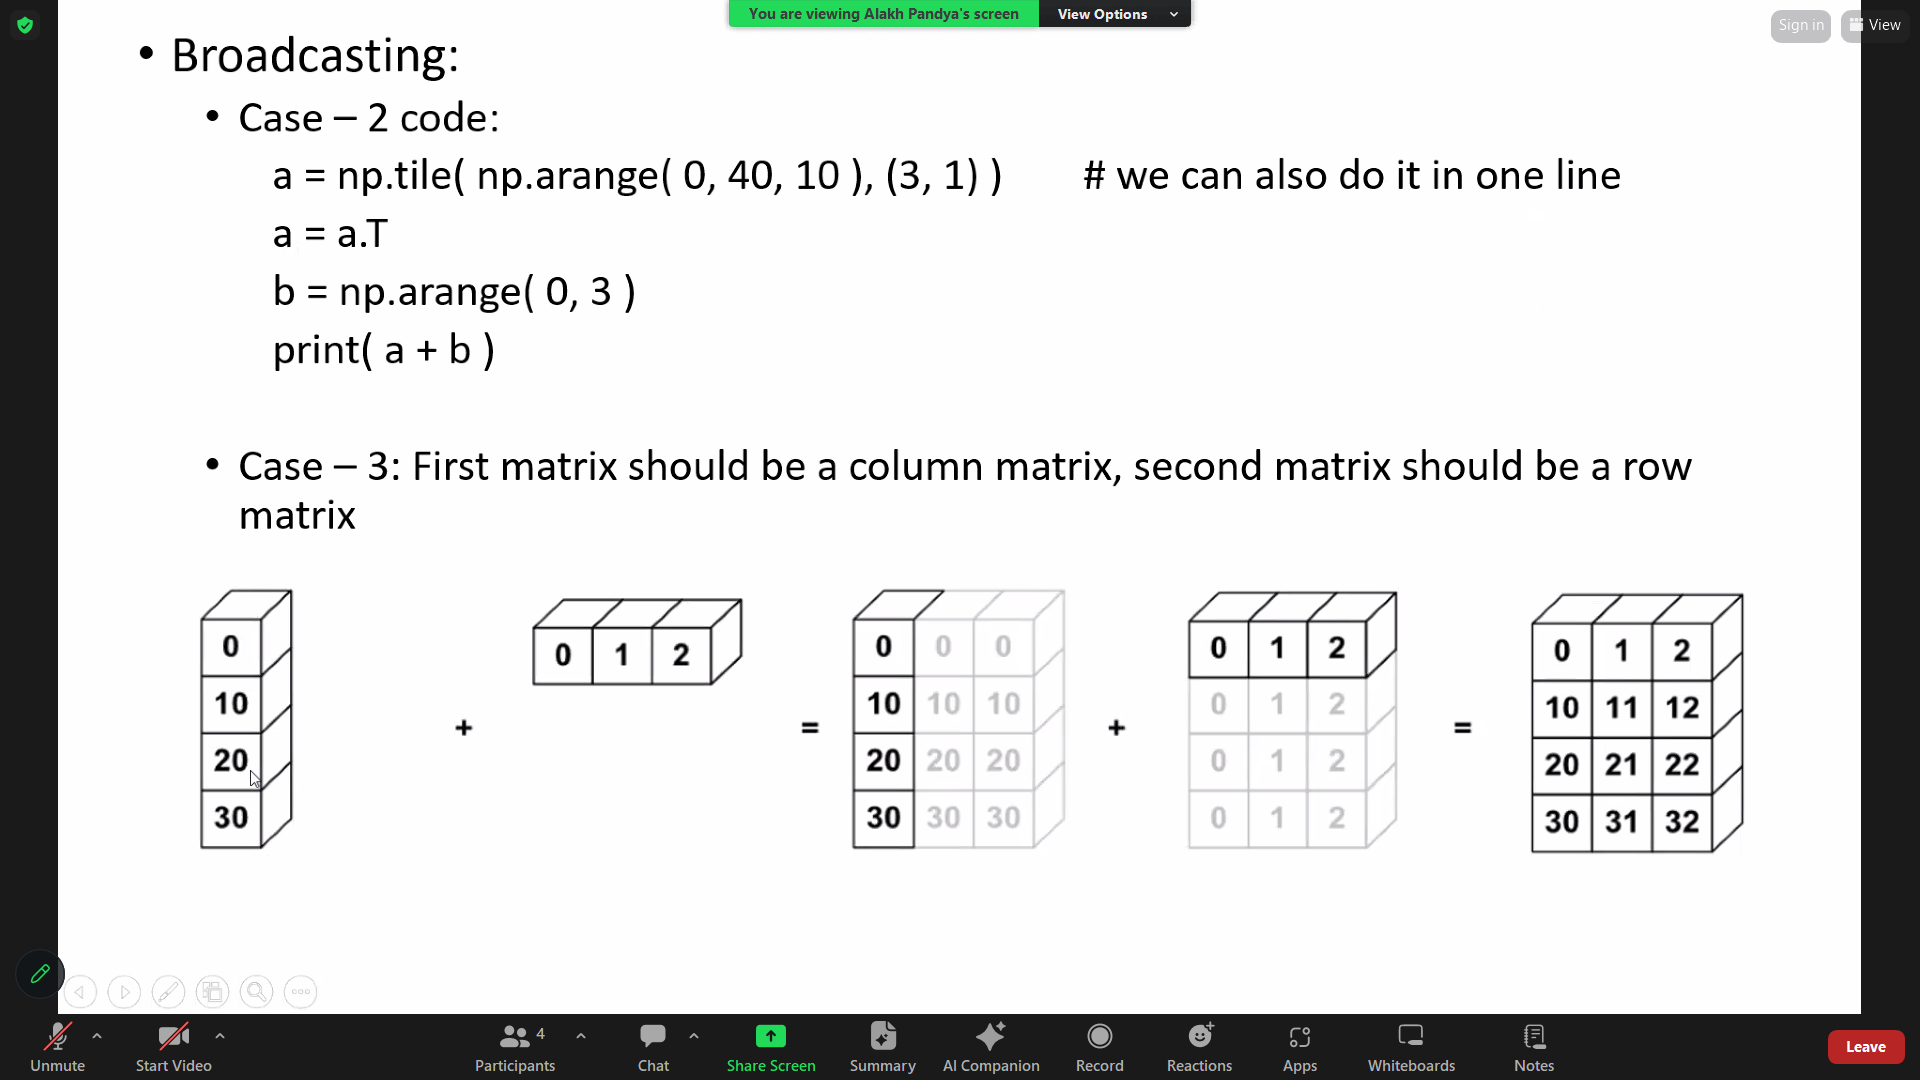 You are viewing Alakh Pandya's screen
View Options
Sign in
View
• Broadcasting:
• Case – 2 code:
a = np.tile( np.arange( 0, 40, 10 ), (3, 1) ) # we can also do it in one line
a = a.T
b = np.arange( 0, 3 )
print( a + b )
• Case – 3: First matrix should be a column matrix, second matrix should be a row
matrix
0
10
20
30
+
0 1 2
=
0 0 0
10 10 10
20 20 20
30 30 30
+
0 1 2
0 1 2
0 1 2
0 1 2
=
0 1 2
10 11 12
20 21 22
30 31 32
Unmute
Start Video
4
Participants
Chat
Share Screen
Summary
AI Companion
Record
Reactions
Apps
Whiteboards
Notes
Leave